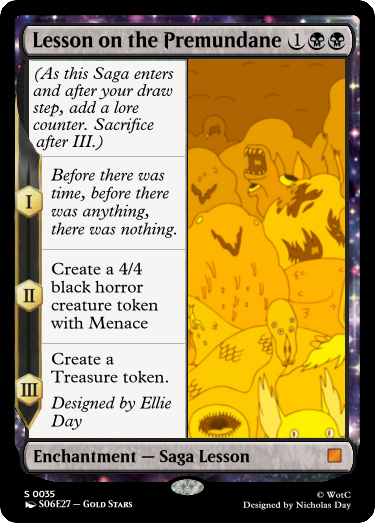 Lesson on the Premundane 1
(As this Saga enters
and after your draw
step, add a lore
counter. Sacrifice
after III.)
I
Before there was
time, before there
was anything,
there was nothing.
II
Create a 4/4
black horror
creature token
with Menace
III
Create a
Treasure token.
Designed by Ellie
Day
Enchantment — Saga Lesson
S 0035
S06E27 — Gold Stars
© WotC
Designed by Nicholas Day